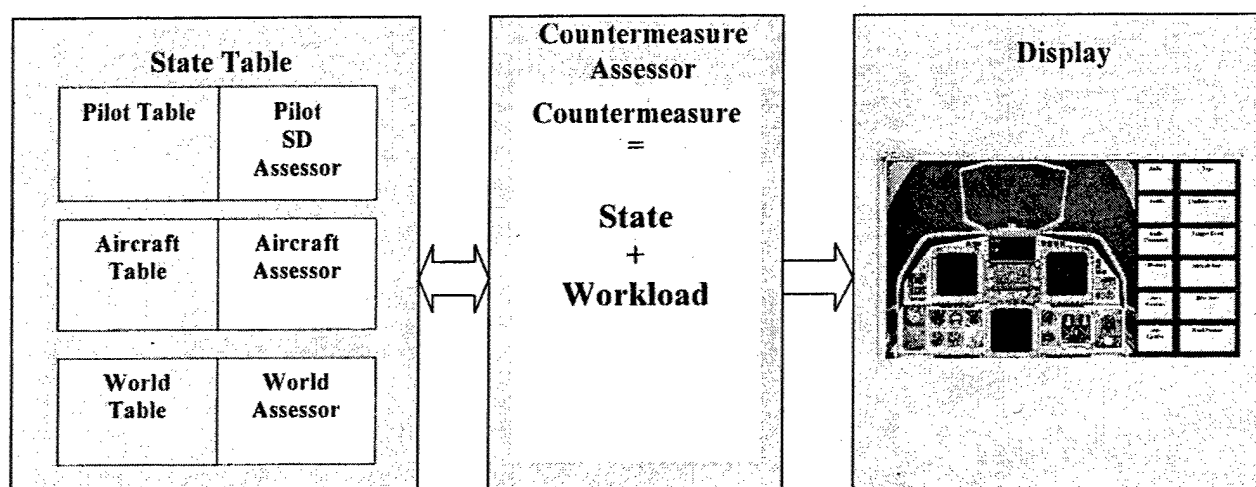 State Table
Pilot Table
Pilot
SD
Assessor
Aircraft
Table
Aircraft
Assessor
World
Table
World
Assessor
Countermeasure
Assessor
Countermeasure
=
State
+
Workload
Display